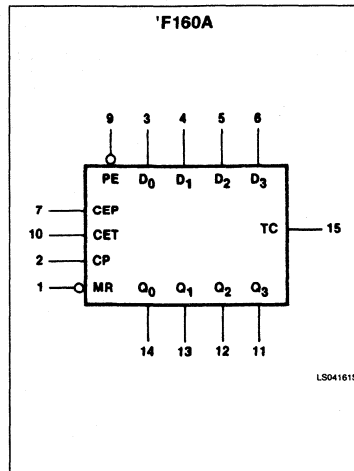 'F160A
9 3 4 5 6
PE D0 D1 D2 D3
7 CEP
10 CET
TC 15
2 CP
1 MR Q0 Q1 Q2 Q3
14 13 12 11
LS04161S